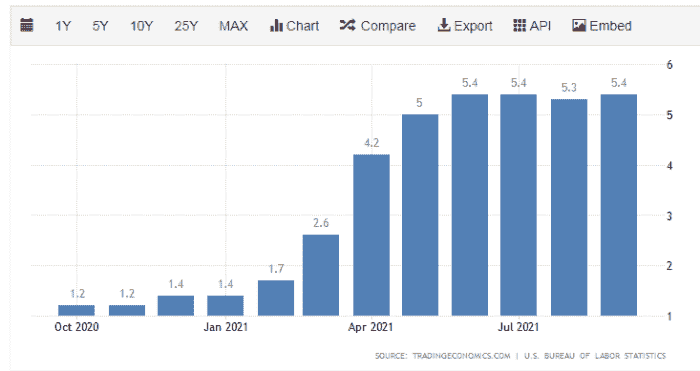 1Y 5Y 10Y 25Y MAX Chart Compare Export API Embed
6
5.4 5.4 5.3 5.4
5 5
4.2 4
3
2.6
2
1.7
1.2 1.2 1.4 1.4
1
Oct 2020 Jan 2021 Apr 2021 Jul 2021
SOURCE: TRADINGECONOMICS.COM | U.S. BUREAU OF LABOR STATISTICS